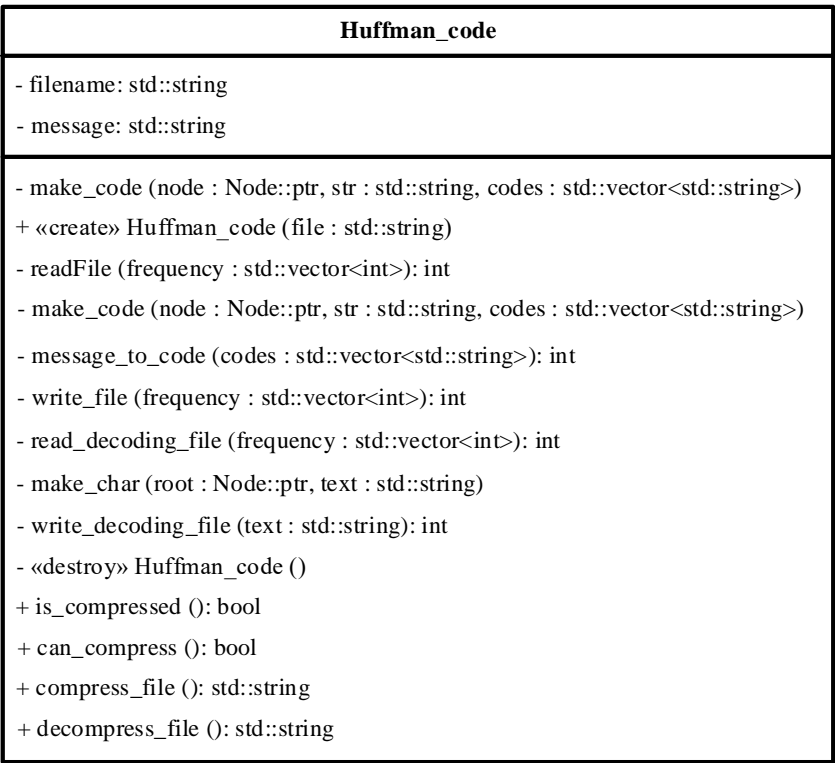 Huffman_code
- filename: std::string
- message: std::string
- make_code (node : Node::ptr, str : std::string, codes : std::vector<std::string>)
+ «create» Huffman_code (file : std::string)
- readFile (frequency : std::vector<int>): int
- make_code (node : Node::ptr, str : std::string, codes : std::vector<std::string>)
- message_to_code (codes : std::vector<std::string>): int
- write_file (frequency : std::vector<int>): int
- read_decoding_file (frequency : std::vector<int>): int
- make_char (root : Node::ptr, text : std::string)
- write_decoding_file (text : std::string): int
- «destroy» Huffman_code ()
+ is_compressed (): bool
+ can_compress (): bool
+ compress_file (): std::string
+ decompress_file (): std::string